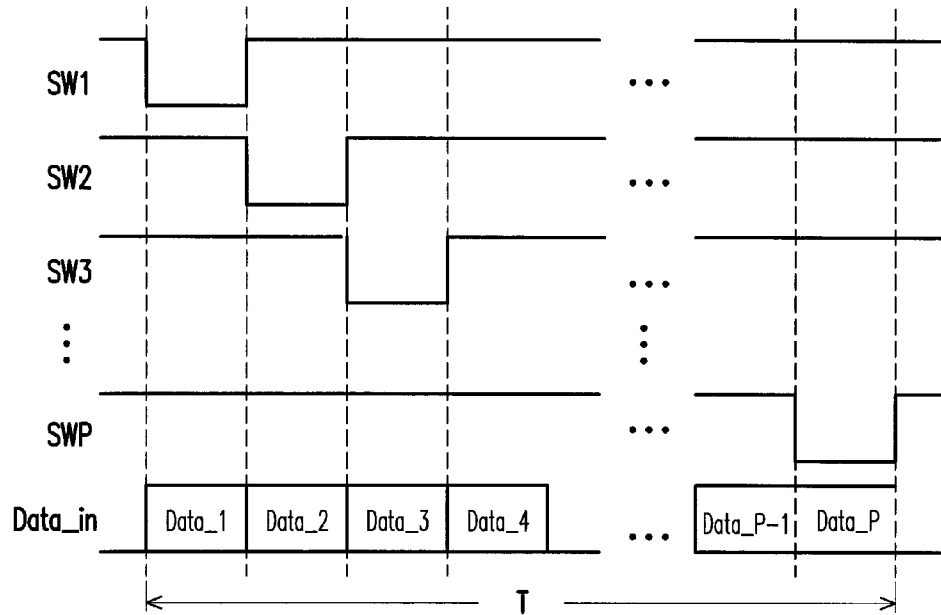 SW1
...
SW2
...
SW3
...
SWP
...
Data_in Data_1 Data_2 Data_3 Data_4 ... Data_P-1 Data_P
T